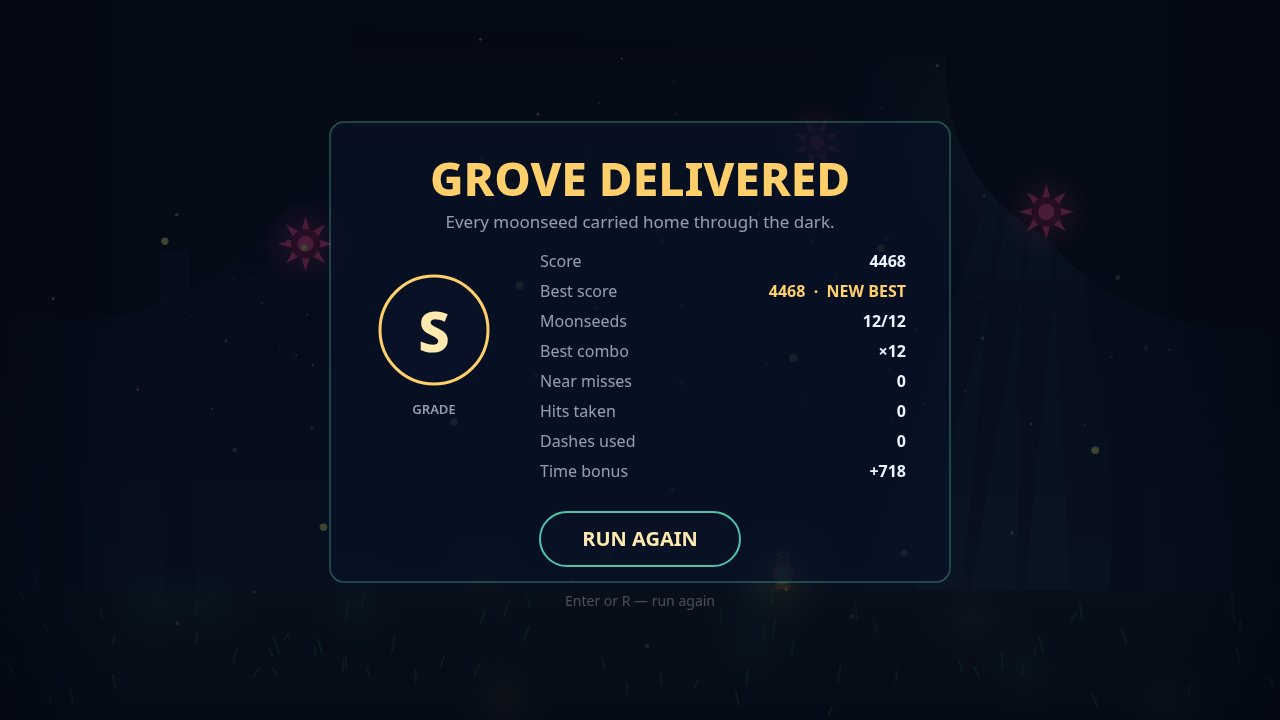 GROVE DELIVERED
Every moonseed carried home through the dark.
Score 4468
Best score 4468 · NEW BEST
Moonseeds 12/12
Best combo ×12
Near misses 0
Hits taken 0
Dashes used 0
Time bonus +718
S
GRADE
RUN AGAIN
Enter or R — run again